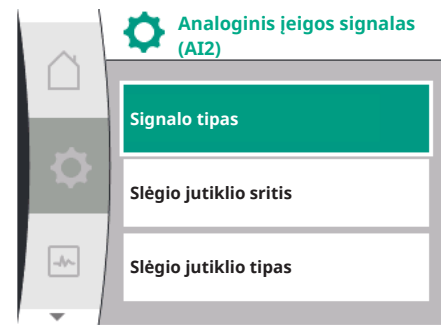 Analoginis įeigos signalas
(AI2)
Signalo tipas
Slėgio jutiklio sritis
Slėgio jutiklio tipas